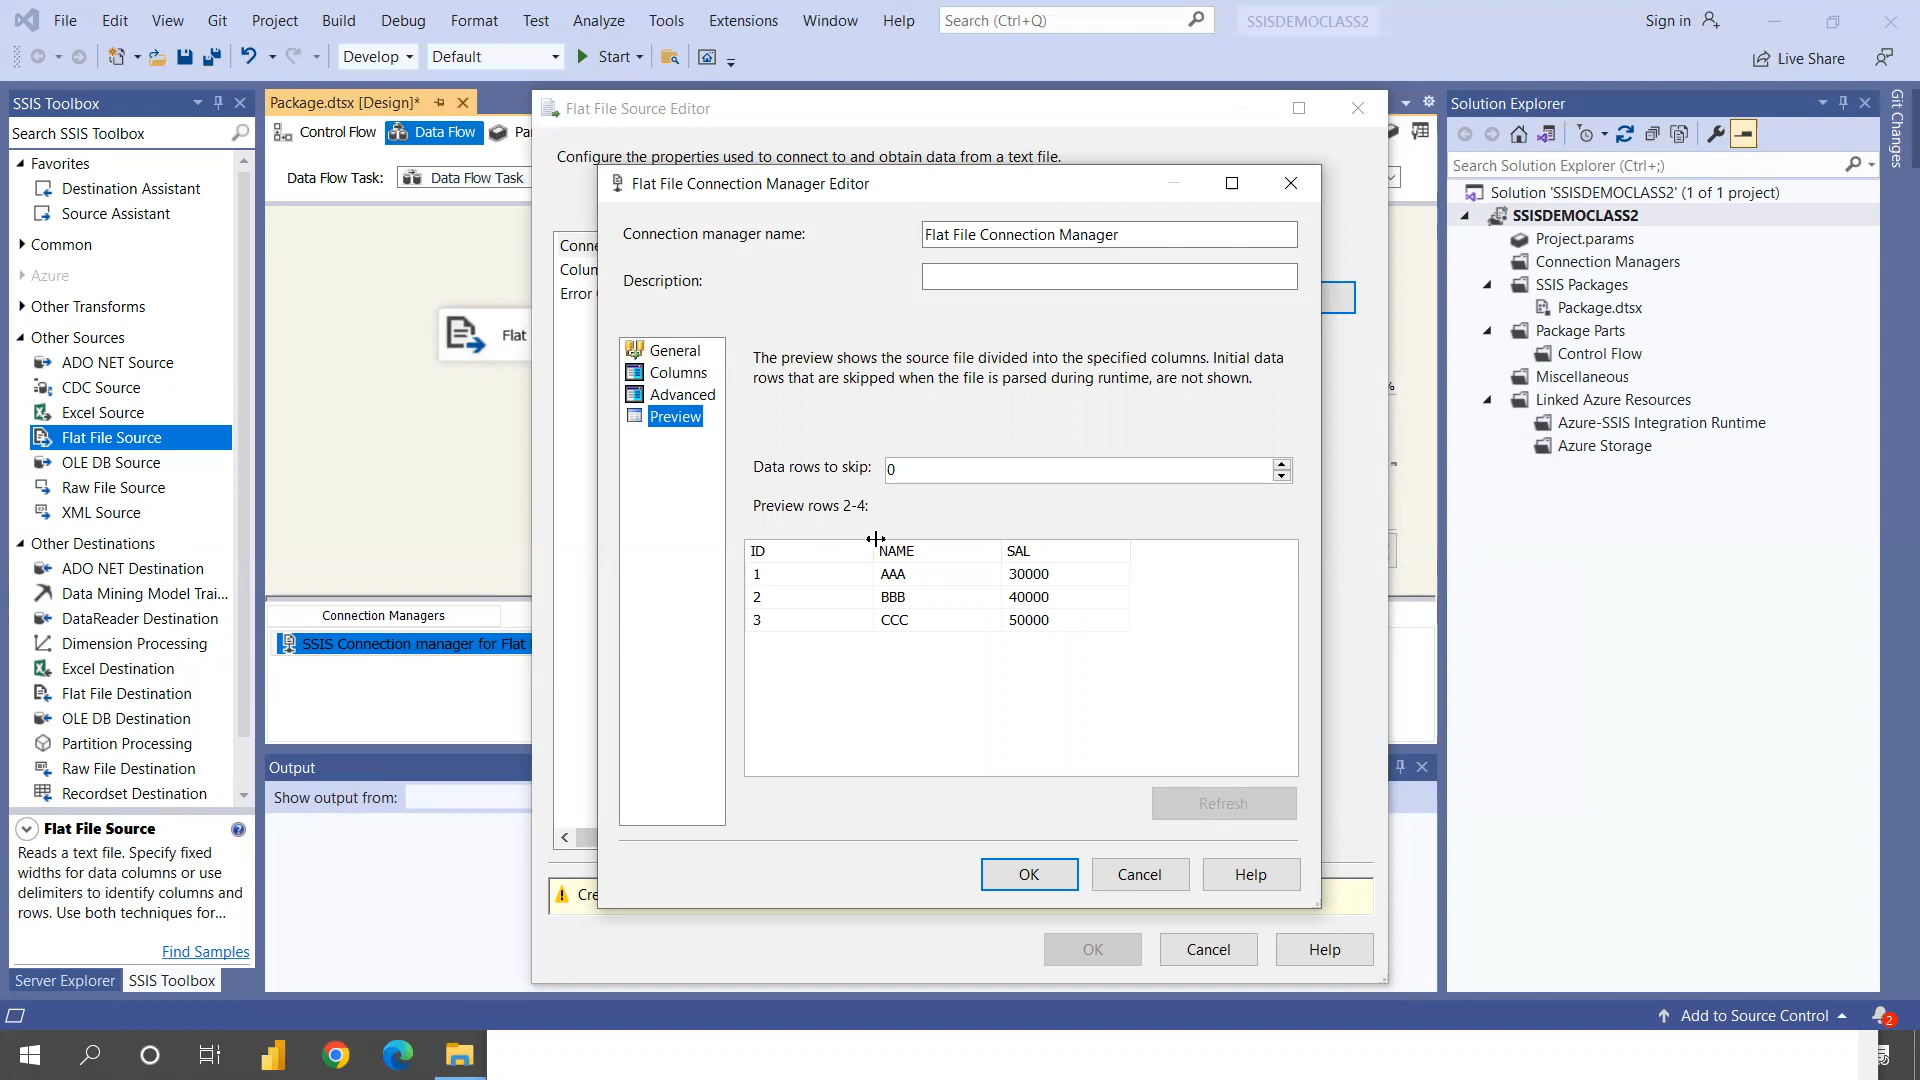 File Edit View Git Project Build Debug Format Test Analyze Tools Extensions Window Help Search (Ctrl+Q) SSISDEMOCLASS2 Sign in
Develop Default Start Live Share
SSIS Toolbox
Search SSIS Toolbox
Favorites
Destination Assistant
Source Assistant
Common
Azure
Other Transforms
Other Sources
ADO NET Source
CDC Source
Excel Source
Flat File Source
OLE DB Source
Raw File Source
XML Source
Other Destinations
ADO NET Destination
Data Mining Model Trai...
DataReader Destination
Dimension Processing
Excel Destination
Flat File Destination
OLE DB Destination
Partition Processing
Raw File Destination
Recordset Destination
Flat File Source
Reads a text file. Specify fixed
widths for data columns or use
delimiters to identify columns and
rows. Use both techniques for...
Find Samples
Server Explorer SSIS Toolbox
Package.dtsx [Design]*
Control Flow Data Flow
Data Flow Task: Data Flow Task
Flat
Connection Managers
SSIS Connection manager for Flat
Output
Show output from:
Flat File Source Editor
Configure the properties used to connect to and obtain data from a text file.
Error
OK Cancel Help
Flat File Connection Manager Editor
Connection manager name: Flat File Connection Manager
Description:
General
Columns
Advanced
Preview
The preview shows the source file divided into the specified columns. Initial data
rows that are skipped when the file is parsed during runtime, are not shown.
Data rows to skip: 0
Preview rows 2-4:
ID NAME SAL
1 AAA 30000
2 BBB 40000
3 CCC 50000
Refresh
OK Cancel Help
Solution Explorer
Search Solution Explorer (Ctrl+;)
Solution 'SSISDEMOCLASS2' (1 of 1 project)
SSISDEMOCLASS2
Project.params
Connection Managers
SSIS Packages
Package.dtsx
Package Parts
Control Flow
Miscellaneous
Linked Azure Resources
Azure-SSIS Integration Runtime
Azure Storage
Git Changes
Add to Source Control 2